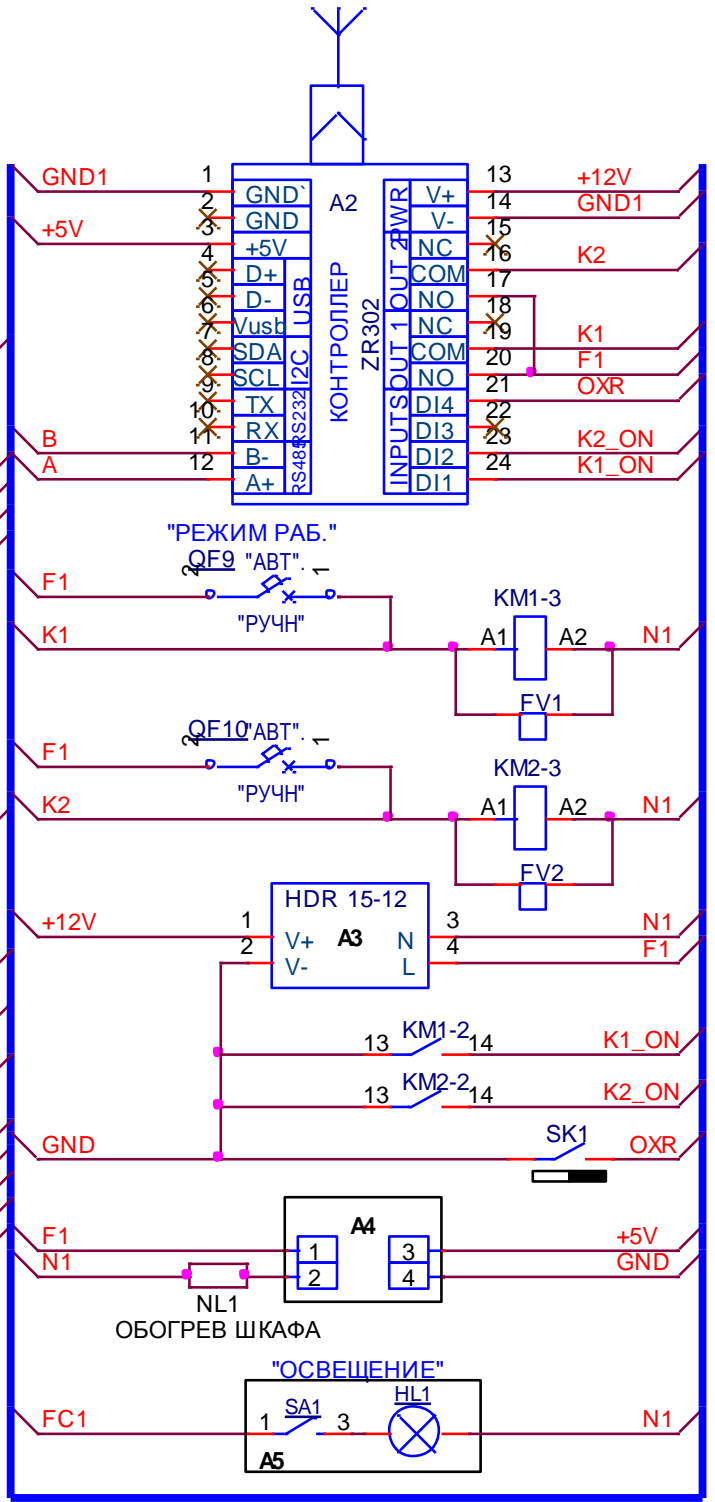 GND1 1 GND` A2 PWR V+ 13 +12V
2 GND V- 14 GND1
+5V 3 +5V OUT 2 NC 15
4 D+ USB COM 16 K2
5 D- NO 17
6 Vusb КОНТРОЛЛЕР ZR302 OUT 1 NC 18
7 SDA I2C COM 19 K1
8 SCL NO 20 F1
9 TX RS232 INPUTS DI4 21 OXR
10 RX DI3 22
B 11 B- RS485 DI2 23 K2_ON
A 12 A+ DI1 24 K1_ON
"РЕЖИМ РАБ."
QF9 "АВТ".
F1 2 1
"РУЧН"
KM1-3
K1 A1 A2 N1
FV1
QF10 "АВТ".
F1 2 1
"РУЧН"
KM2-3
K2 A1 A2 N1
FV2
HDR 15-12
+12V 1 V+ A3 N 3 N1
2 V- L 4 F1
KM1-2
13 14 K1_ON
KM2-2
13 14 K2_ON
SK1
GND OXR
A4
F1 1 3 +5V
N1 2 4 GND
NL1
ОБОГРЕВ ШКАФА
"ОСВЕЩЕНИЕ"
SA1 HL1
FC1 1 3 N1
A5